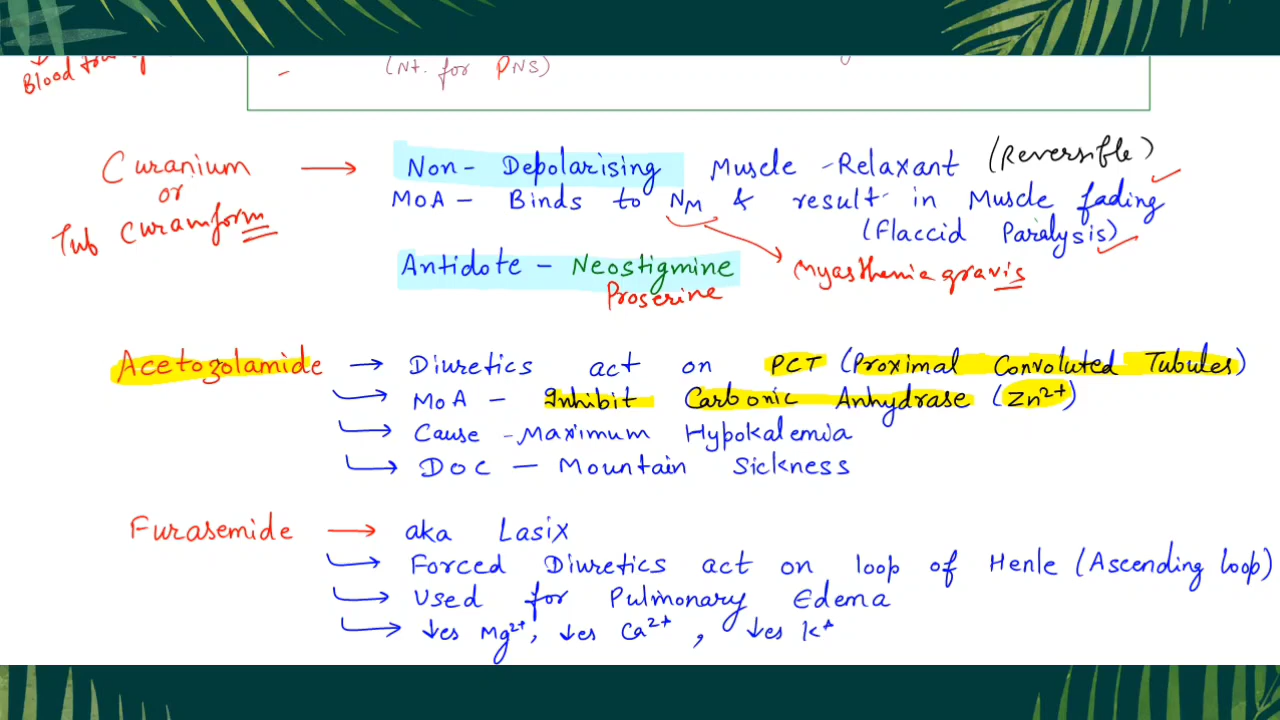 Blood
(Nt. for PNS)
Curanium → Non-Depolarising Muscle-Relaxant (Reversible)
or
MoA - Binds to NM & result in Muscle fading
Tub Curamform
(Flaccid Paralysis)
Antidote - Neostigmine
Myasthenia gravis
Proserine
Acetozolamide → Diuretics act on PCT (Proximal Convoluted Tubules)
MoA - Inhibit Carbonic Anhydrase (Zn²⁺)
Cause - Maximum Hypokalemia
DOC - Mountain Sickness
Furasemide → aka Lasix
Forced Diuretics act on loop of Henle (Ascending loop)
Used for Pulmonary Edema
↓es Mg²⁺, ↓es Ca²⁺, ↓es K⁺